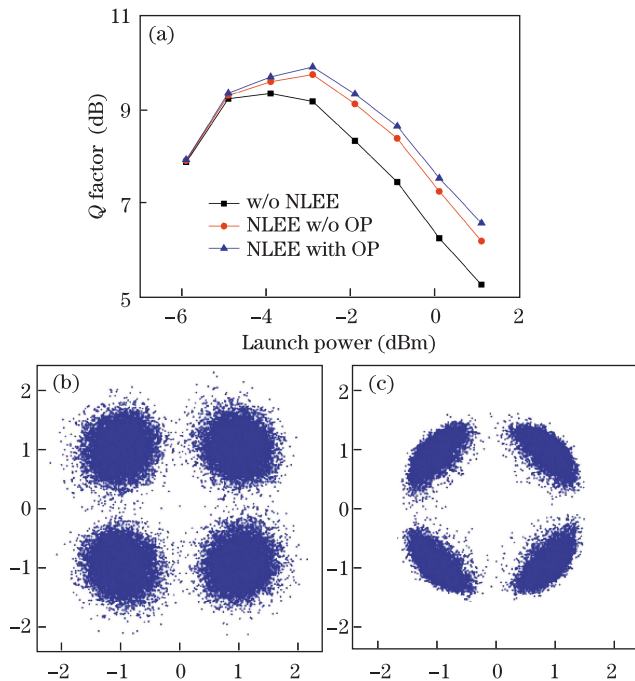 (a)
11
9
7
5
Q factor (dB)
w/o NLEE
NLEE w/o OP
NLEE with OP
−6 −4 −2 0 2
Launch power (dBm)
(b)
2
1
0
−1
−2
−2 −1 0 1 2
(c)
2
1
0
−1
−2
−2 −1 0 1 2